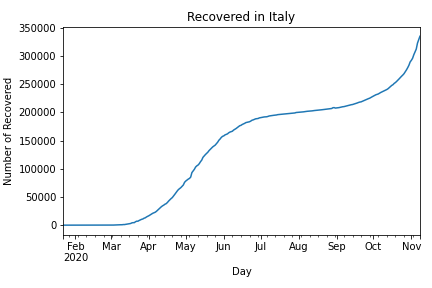 Recovered in Italy
Number of Recovered
350000
300000
250000
200000
150000
100000
50000
0
Feb Mar Apr May Jun Jul Aug Sep Oct Nov
2020
Day